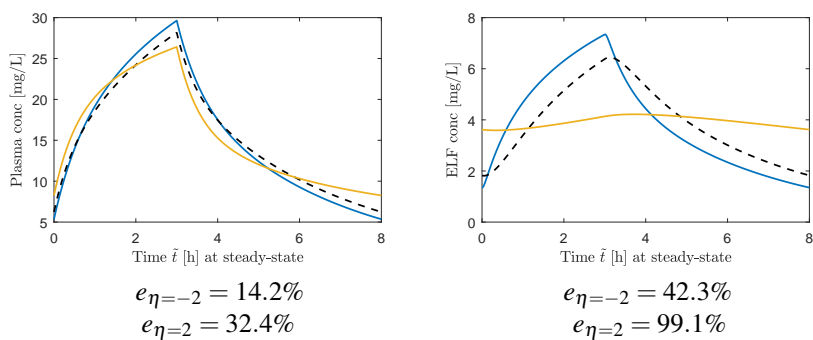 30
25
20
15
10
5
Plasma conc [mg/L]
0 2 4 6 8
Time t̃ [h] at steady-state
e_{η=−2} = 14.2%
e_{η=2} = 32.4%
8
6
4
2
0
ELF conc [mg/L]
0 2 4 6 8
Time t̃ [h] at steady-state
e_{η=−2} = 42.3%
e_{η=2} = 99.1%